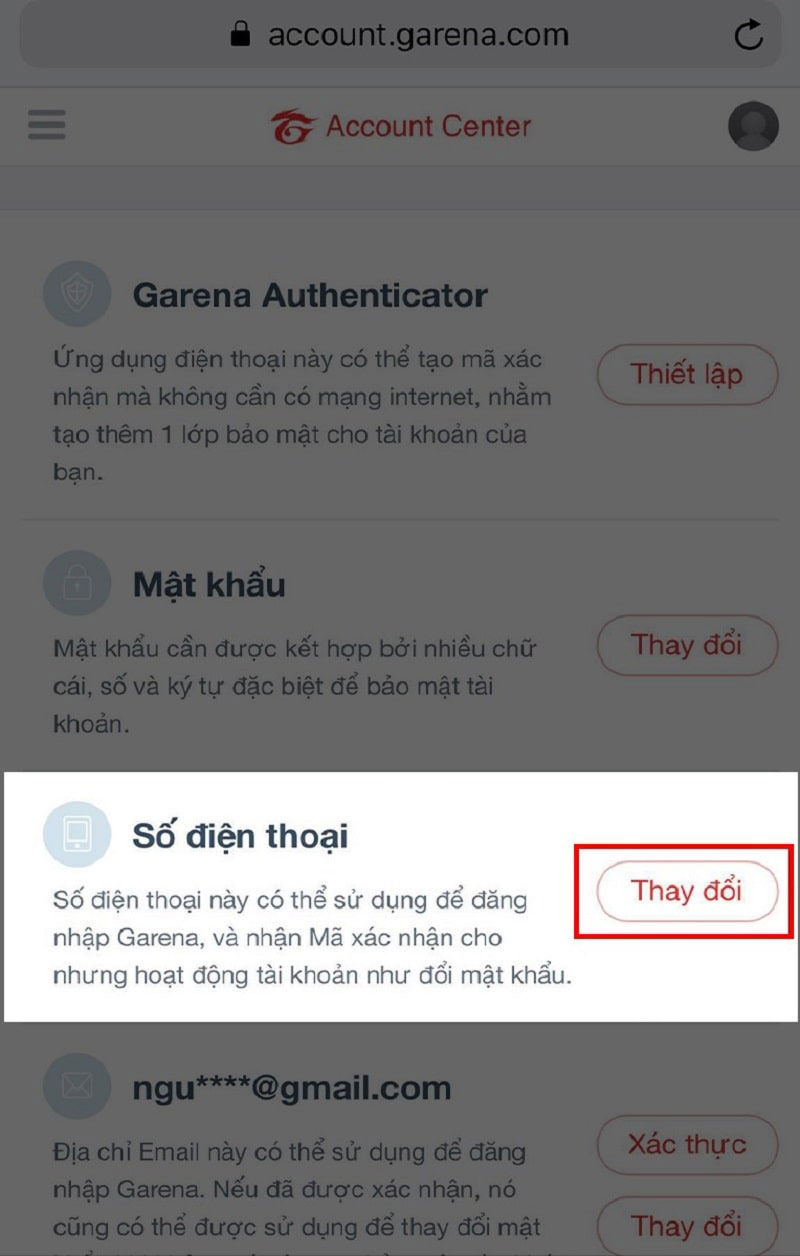 account.garena.com
Account Center
Garena Authenticator
Ứng dụng điện thoại này có thể tạo mã xác
nhận mà không cần có mạng internet, nhằm
tạo thêm 1 lớp bảo mật cho tài khoản của
bạn.
Thiết lập
Mật khẩu
Mật khẩu cần được kết hợp bởi nhiều chữ
cái, số và ký tự đặc biệt để bảo mật tài
khoản.
Thay đổi
Số điện thoại
Số điện thoại này có thể sử dụng để đăng
nhập Garena, và nhận Mã xác nhận cho
nhưng hoạt động tài khoản như đổi mật khẩu.
Thay đổi
ngu****@gmail.com
Địa chỉ Email này có thể sử dụng để đăng
nhập Garena. Nếu đã được xác nhận, nó
cũng có thể được sử dụng để thay đổi mật
Xác thực
Thay đổi